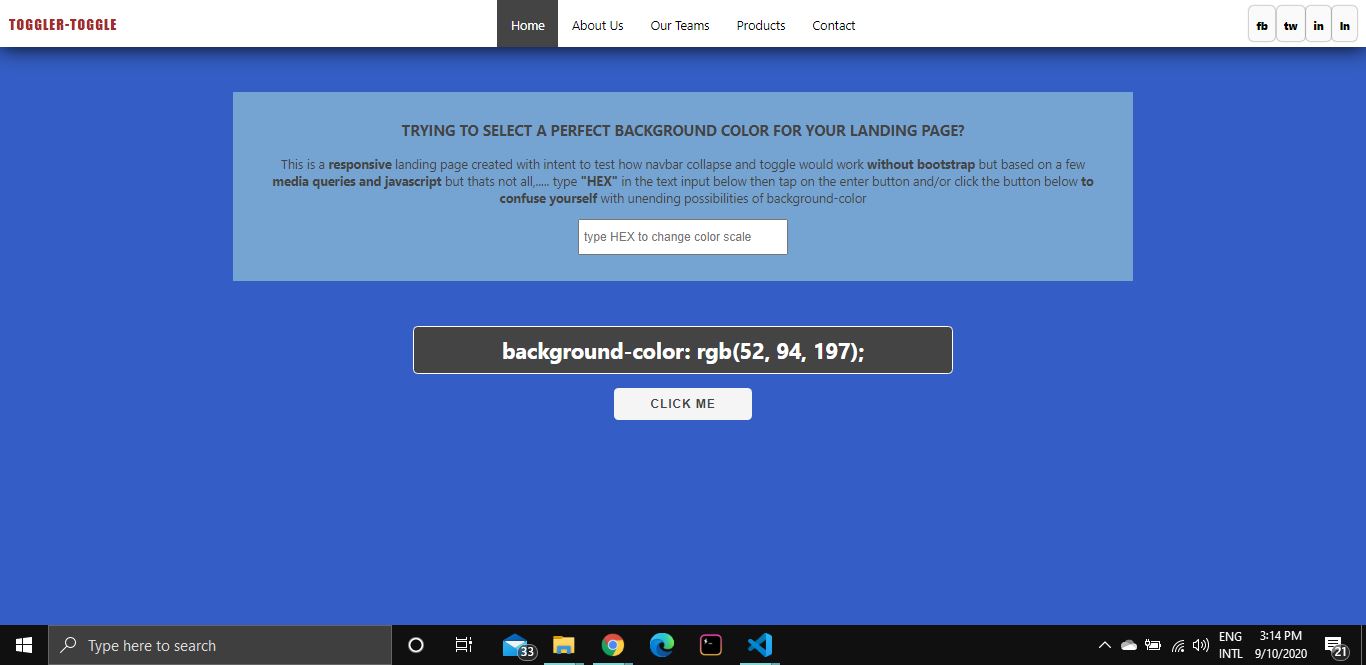 TOGGLER-TOGGLE
Home About Us Our Teams Products Contact
fb tw in In
TRYING TO SELECT A PERFECT BACKGROUND COLOR FOR YOUR LANDING PAGE?
This is a responsive landing page created with intent to test how navbar collapse and toggle would work without bootstrap but based on a few
media queries and javascript but thats not all,..... type "HEX" in the text input below then tap on the enter button and/or click the button below to
confuse yourself with unending possibilities of background-color
type HEX to change color scale
background-color: rgb(52, 94, 197);
CLICK ME
Type here to search
33
ENG
INTL
3:14 PM
9/10/2020
21